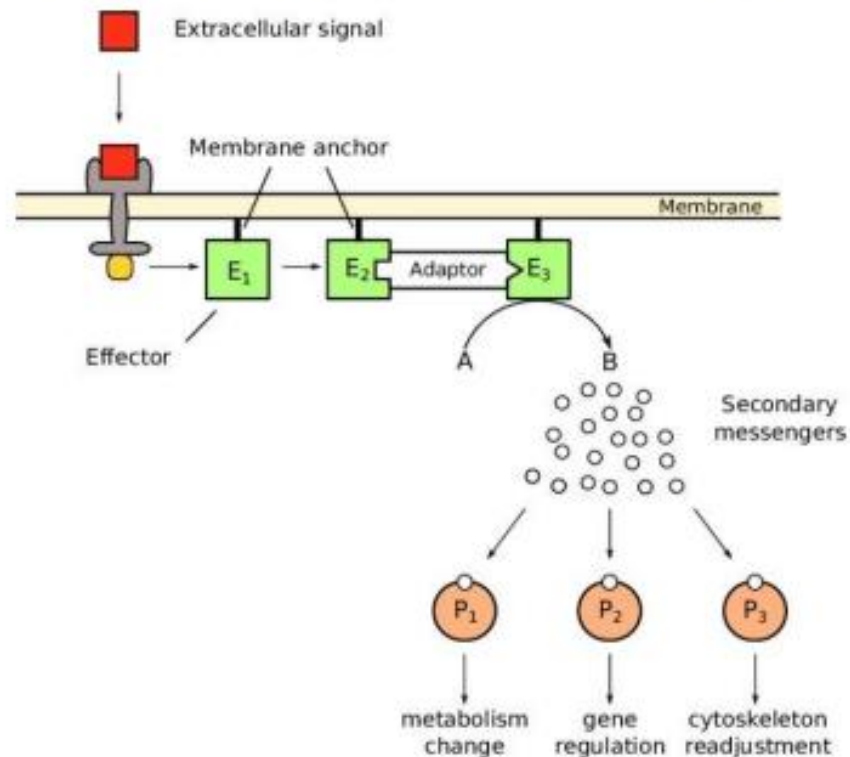 Extracellular signal
Membrane anchor
Membrane
E₁
E₂
Adaptor
E₃
Effector
A
B
Secondary
messengers
P₁
P₂
P₃
metabolism
change
gene
regulation
cytoskeleton
readjustment